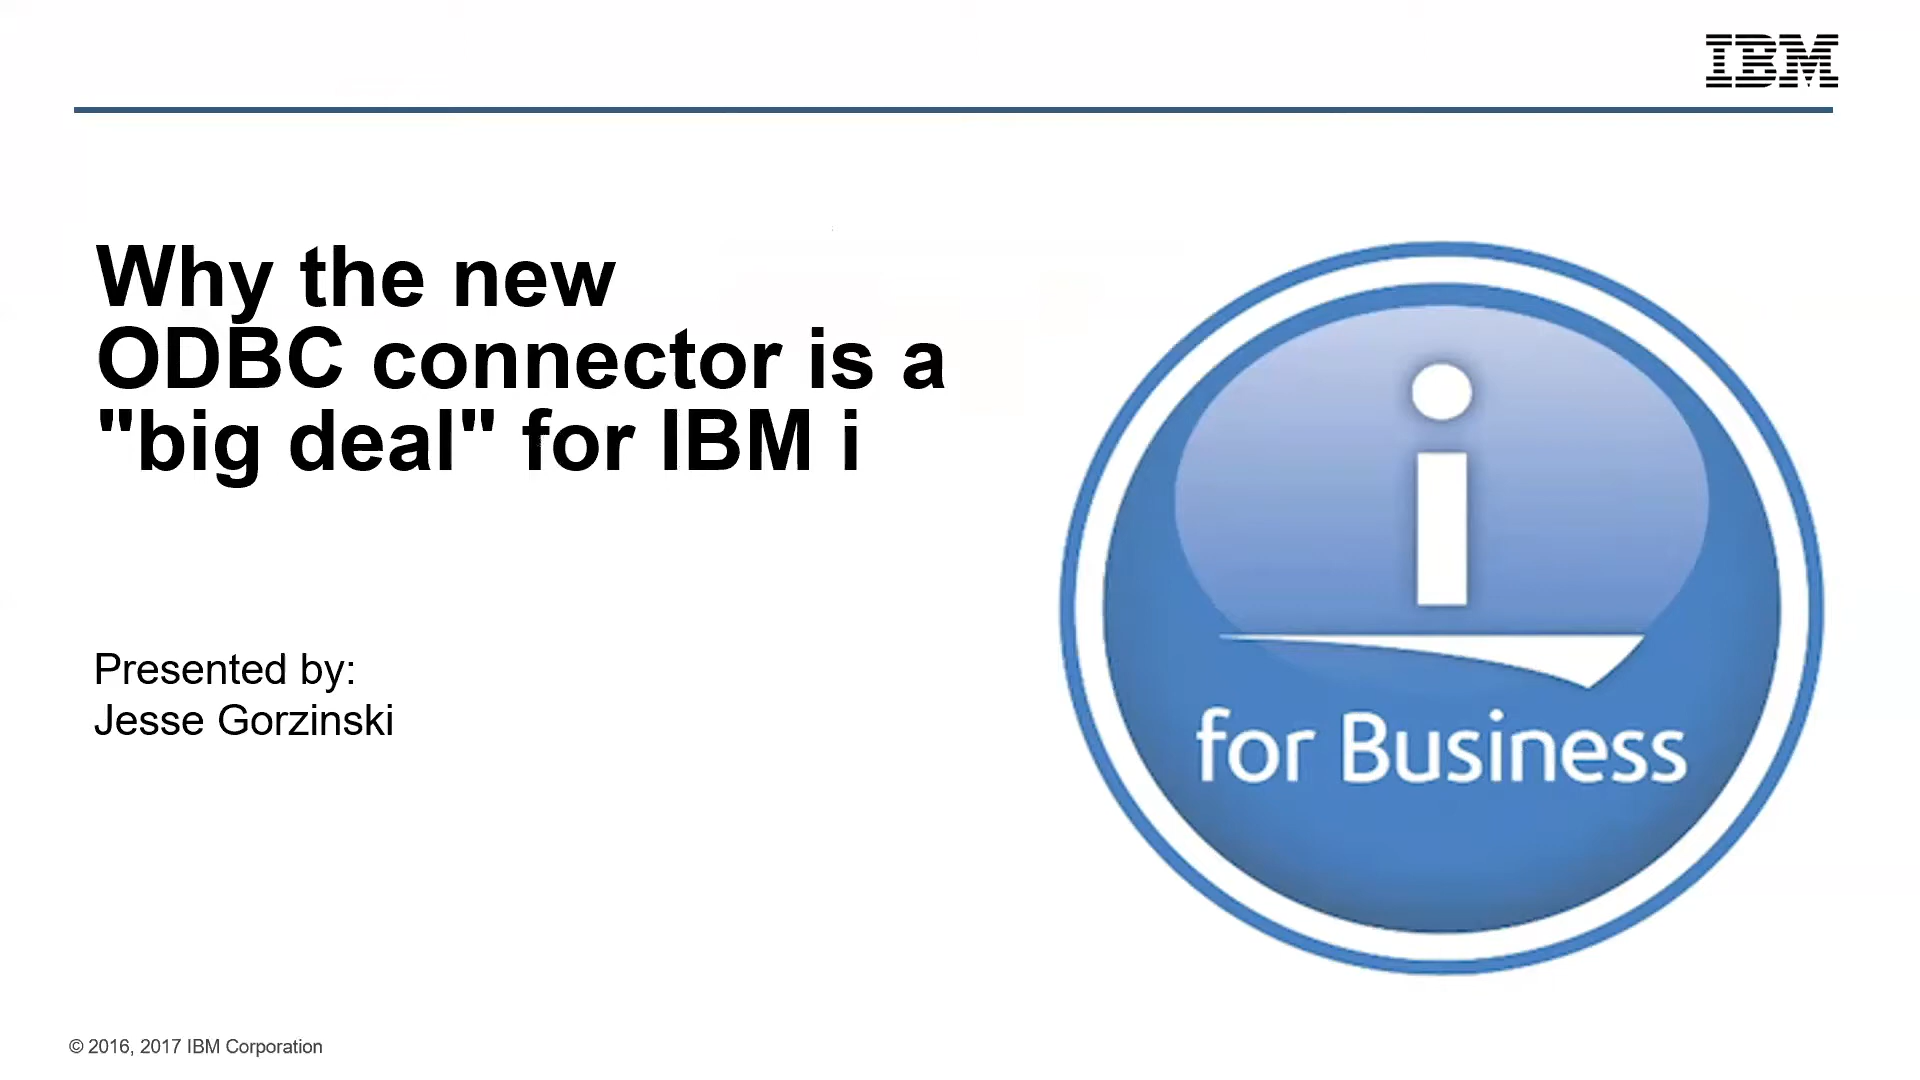 IBM
Why the new
ODBC connector is a
"big deal" for IBM i
i
for Business
Presented by:
Jesse Gorzinski
© 2016, 2017 IBM Corporation